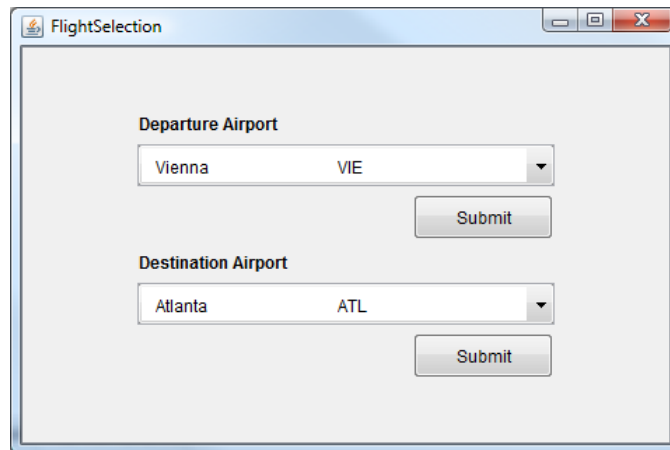 FlightSelection
Departure Airport
Vienna VIE
Submit
Destination Airport
Atlanta ATL
Submit